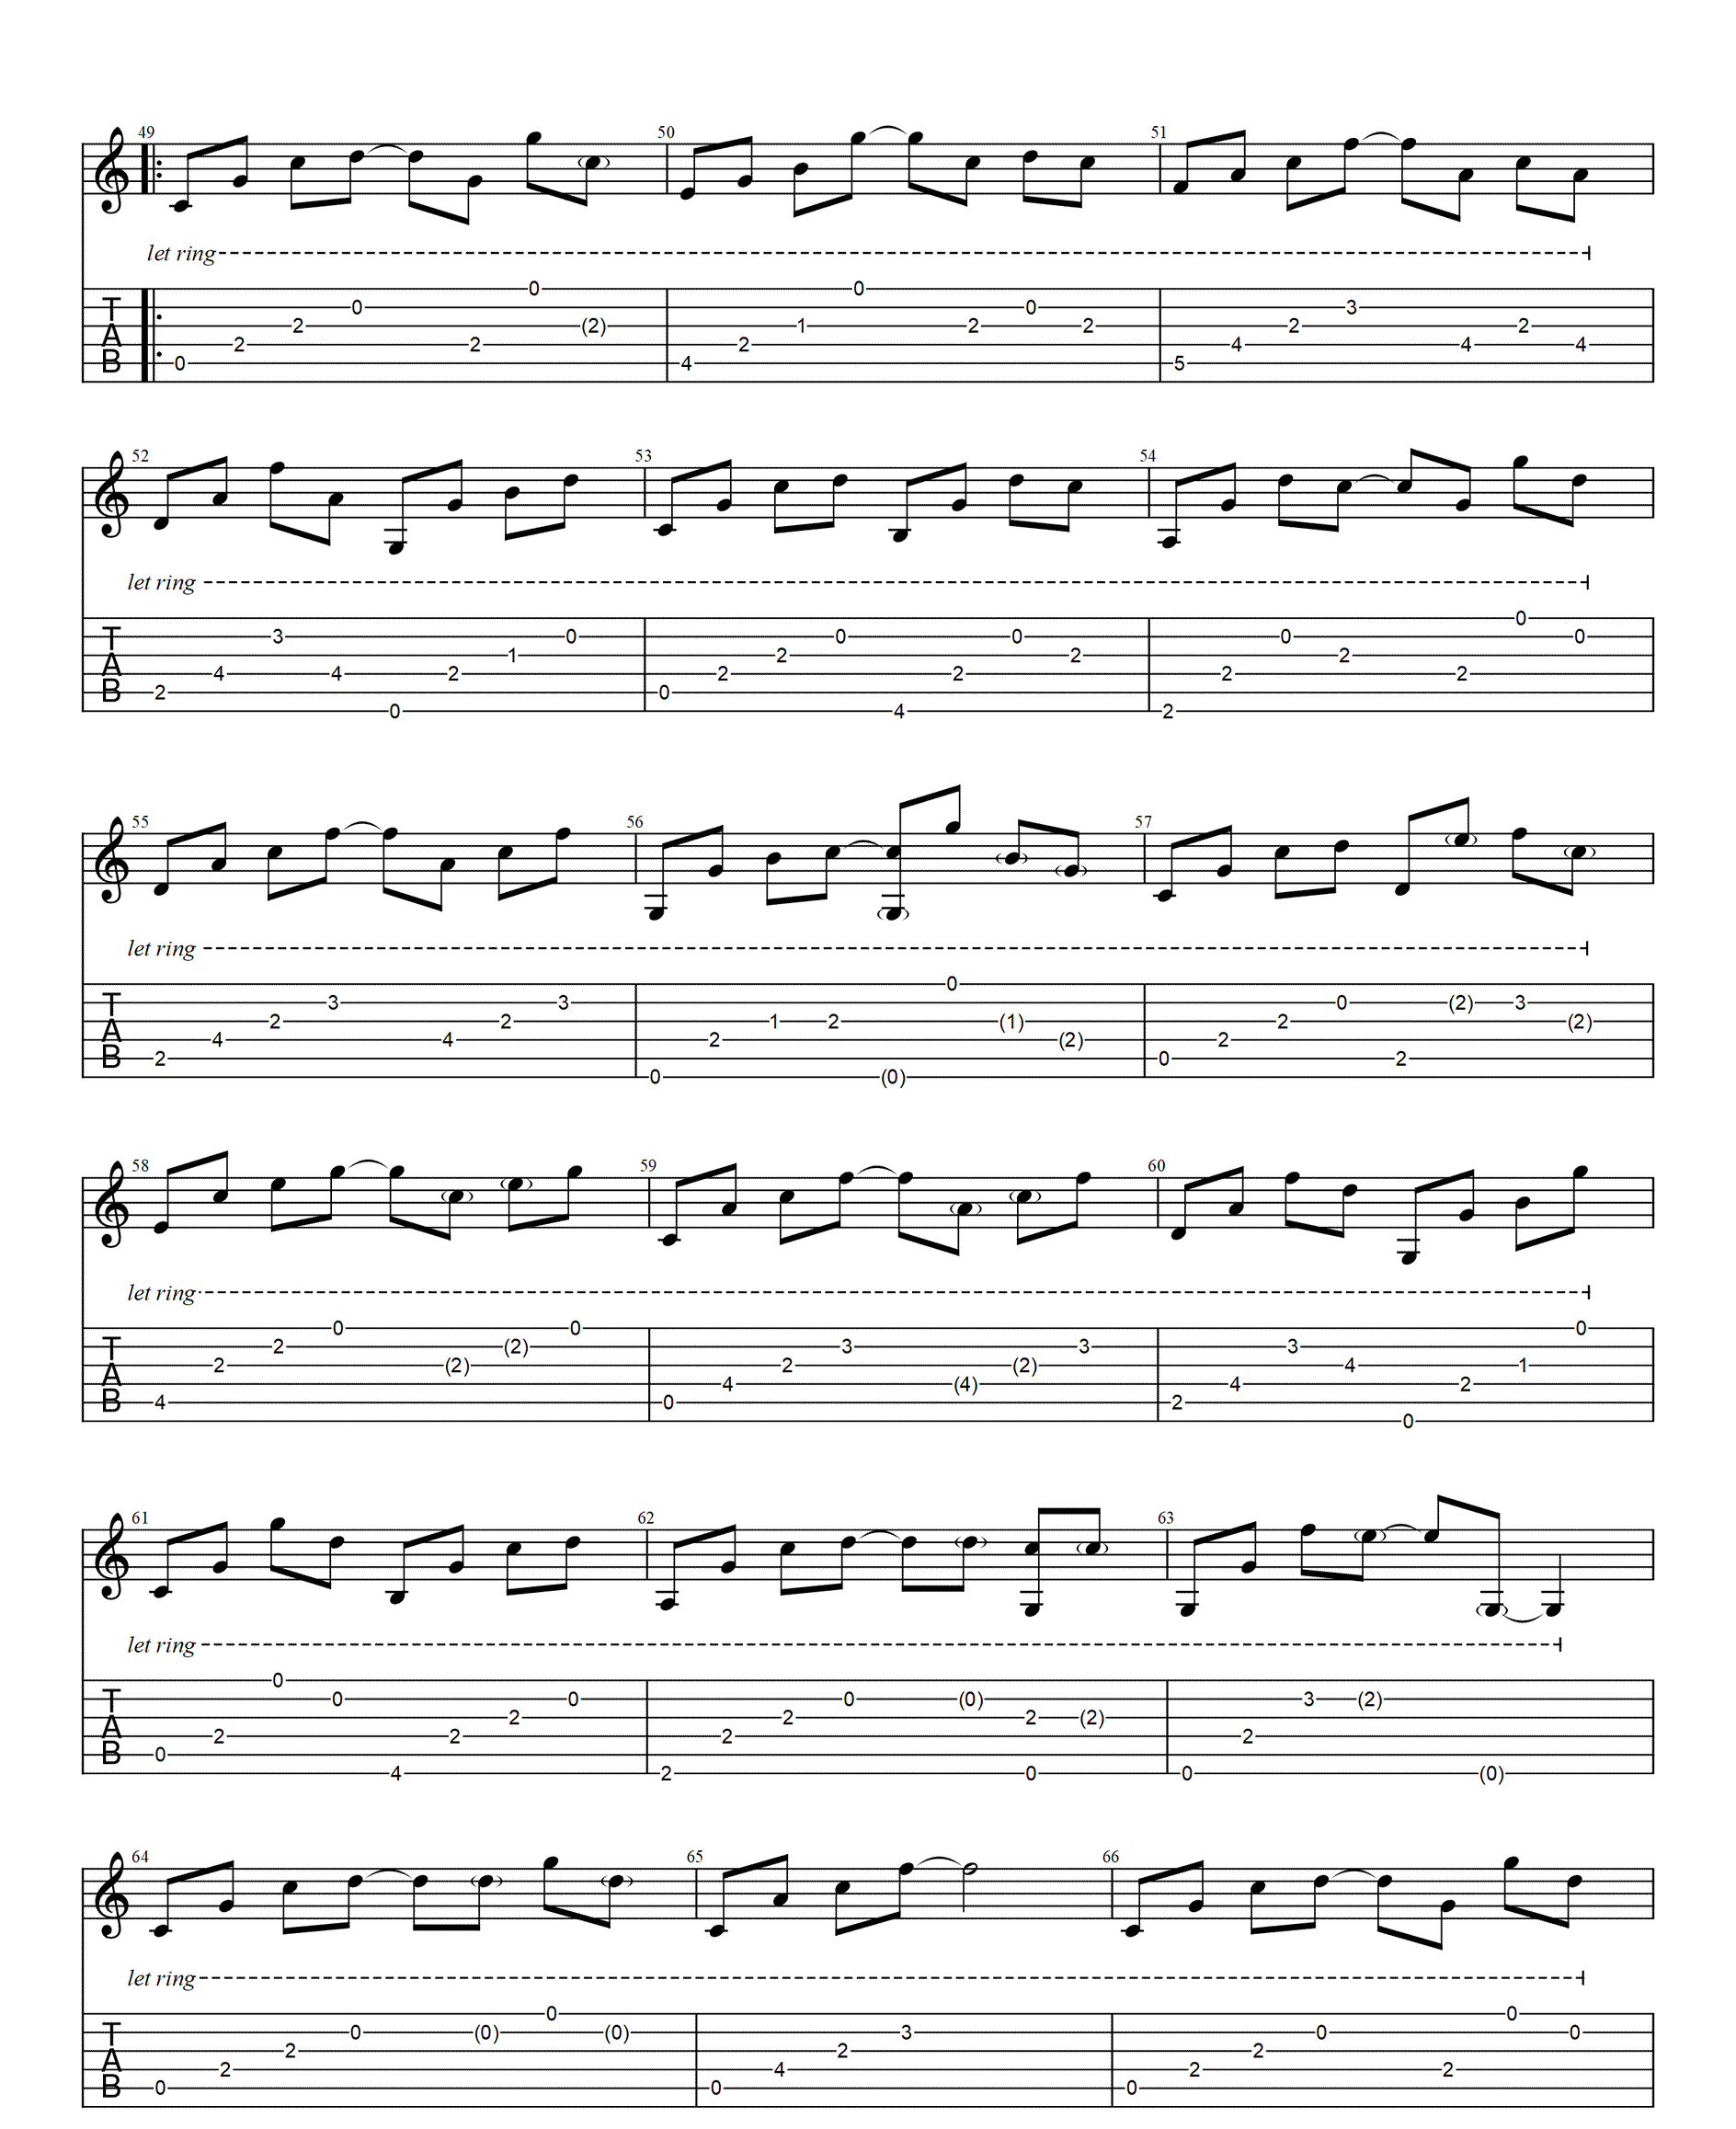 49 50 51
let ring
0 0
T 0 0 3
A 2 (2) 1 2 2 2 2
2 2 2 4 4 4
B 0 4 5
52 53 54
let ring
0
T 3 0 0 0 0 0
1 2 2 2
A 4 4 2 2 2 2 2
B 2 0
0 4 2
55 56 57
let ring
0
T 3 3 0 (2) 3
2 2 1 2 (1) 2 (2)
A 4 4 2 (2) 2
B 2 0 2
0 (0)
58 59 60
let ring
0 0 0
T 2 (2) 3 3 3
2 (2) 2 (2) 4 1
A 4 (4) 4 2
B 4 0 2
0
61 62 63
let ring
0
T 0 0 0 (0) 3 (2)
2 2 2 (2)
A 2 2 2 2
B 0
4 2 0 0 (0)
64 65 66
let ring
0 0
T 0 (0) (0) 3 0 0
2 2 2
A 2 4 2 2
B 0 0 0